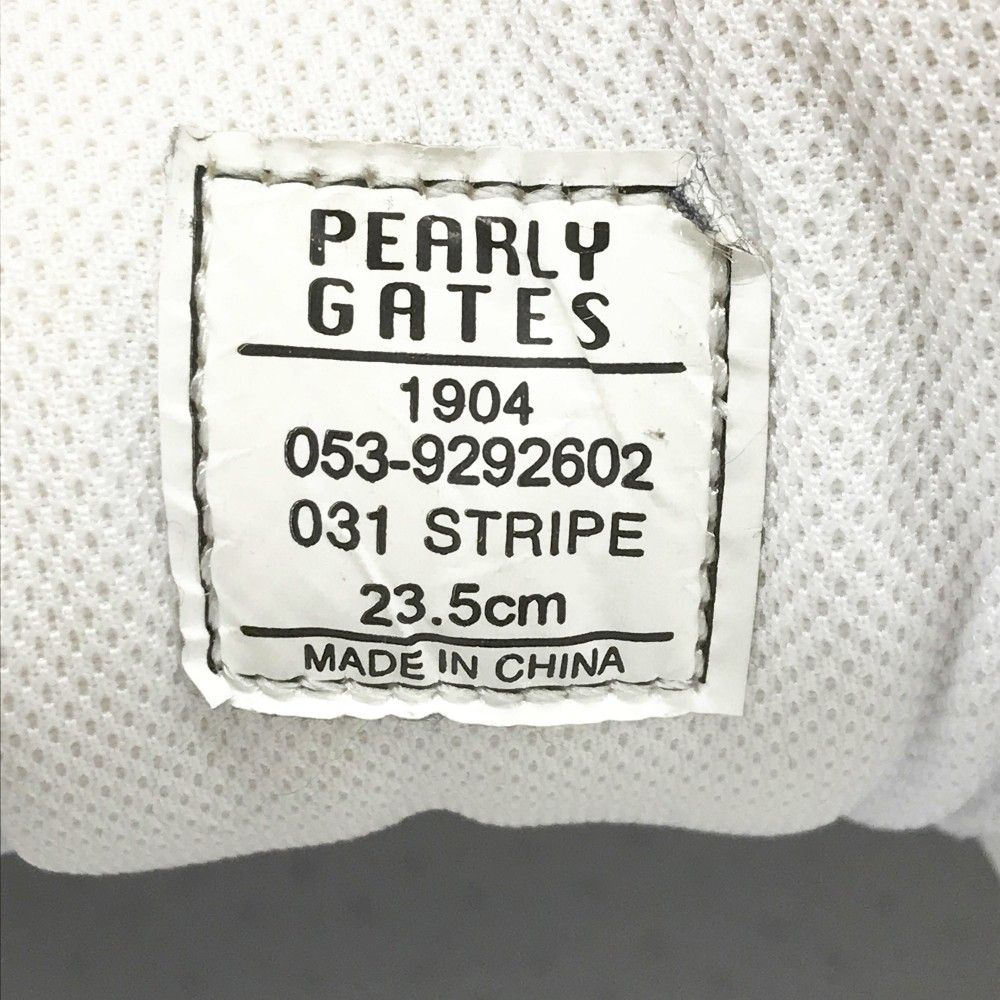 PEARLY
GATES
1904
053-9292602
031 STRIPE
23.5cm
MADE IN CHINA